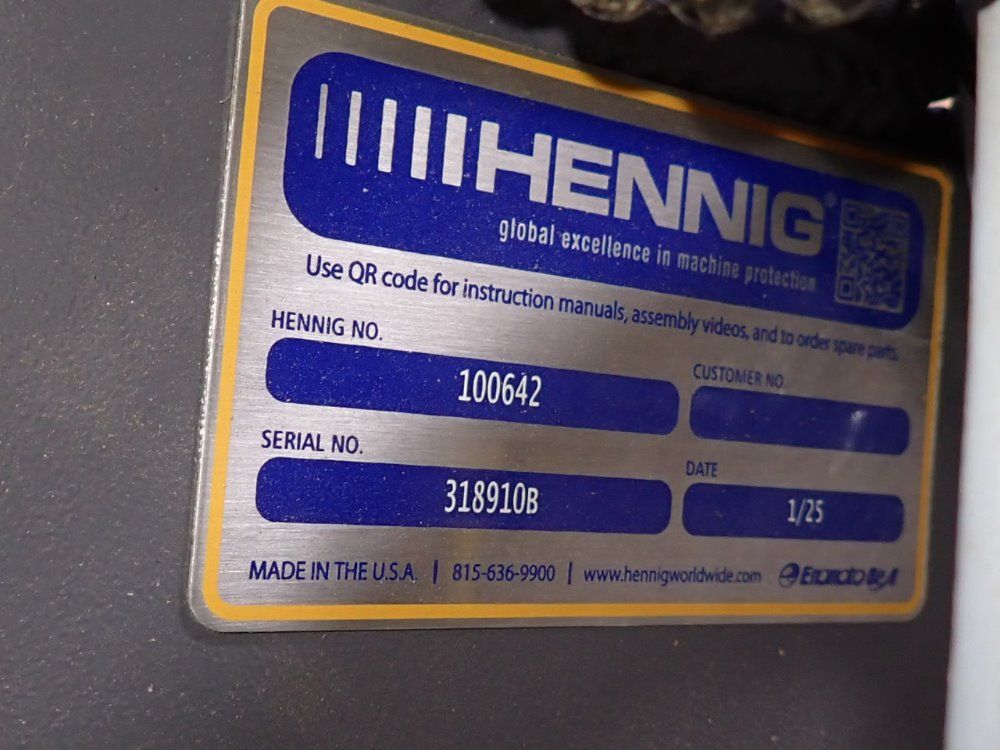 HENNIG®
global excellence in machine protection
Use QR code for instruction manuals, assembly videos, and to order spare parts.
HENNIG NO.
100642
CUSTOMER NO.
SERIAL NO.
318910B
DATE
1/25
MADE IN THE U.S.A. | 815-636-9900 | www.hennigworldwide.com